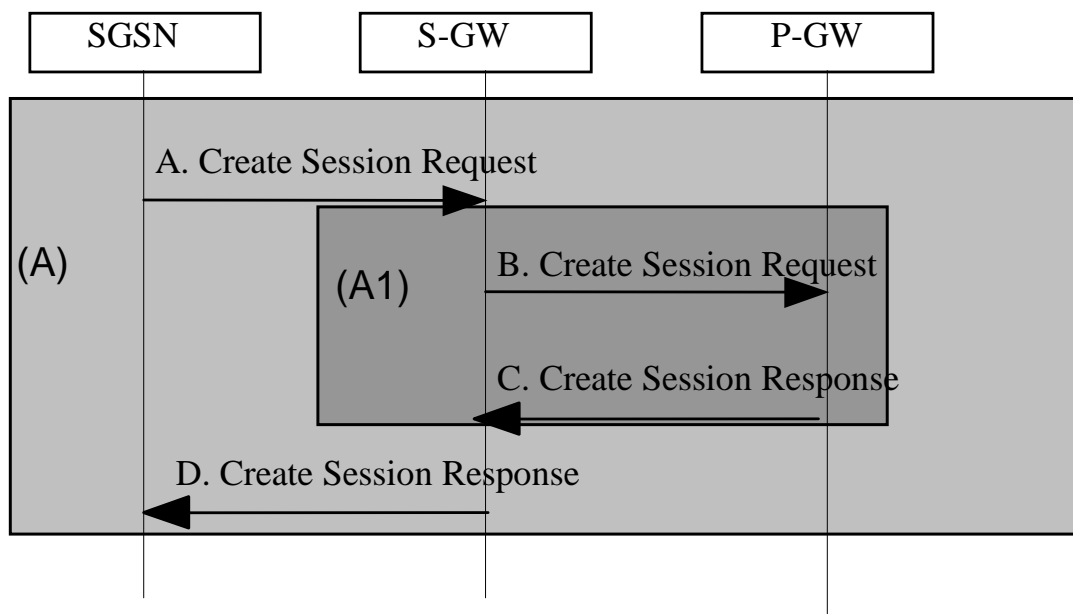 SGSN
S-GW
P-GW
A. Create Session Request
(A)
(A1)
B. Create Session Request
C. Create Session Response
D. Create Session Response